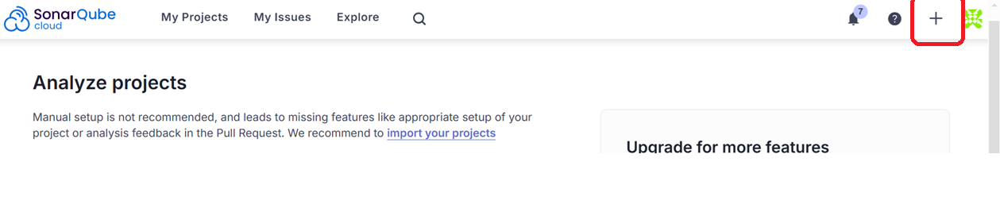 SonarQube
cloud
My Projects
My Issues
Explore
7
?
+
Analyze projects
Manual setup is not recommended, and leads to missing features like appropriate setup of your
project or analysis feedback in the Pull Request. We recommend to import your projects
Upgrade for more features